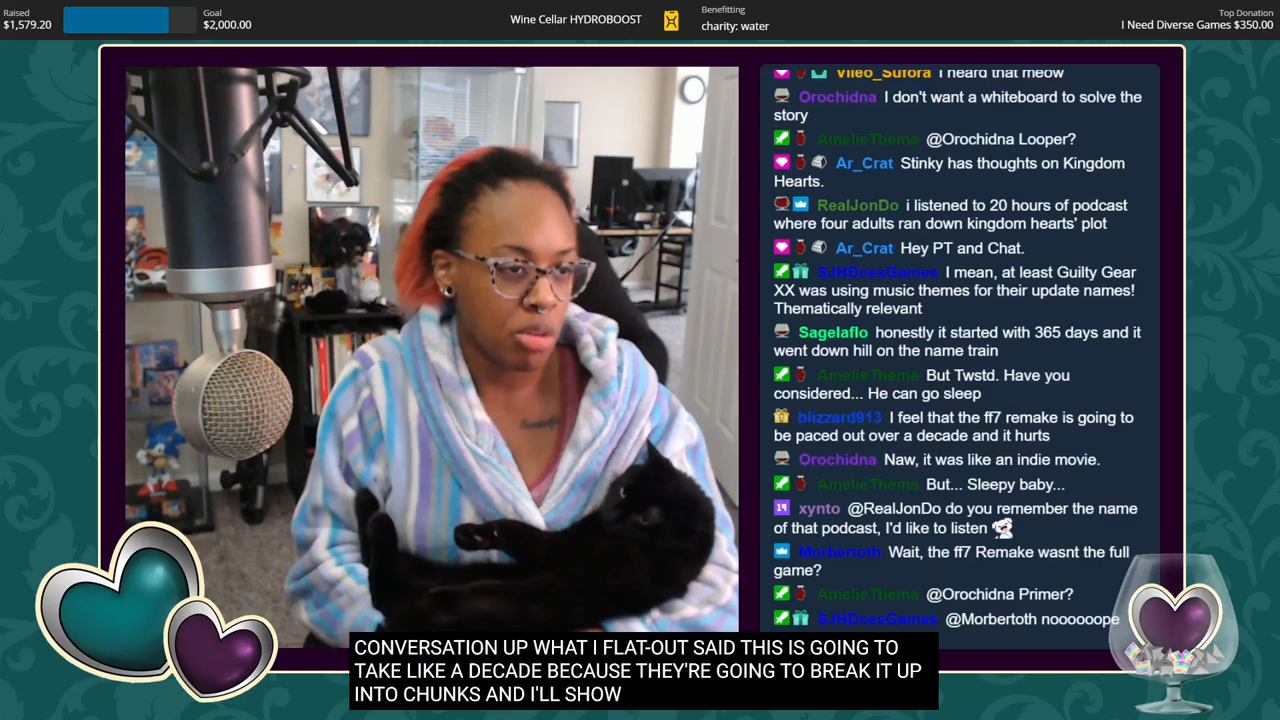 Raised
$1,579.20
Goal
$2,000.00
Wine Cellar HYDROBOOST
Benefitting
charity: water
Top Donation
I Need Diverse Games $350.00
Vileo_Sufora I heard that meow
Orochidna I don't want a whiteboard to solve the
story
AmelieThema @Orochidna Looper?
Ar_Crat Stinky has thoughts on Kingdom
Hearts.
RealJonDo i listened to 20 hours of podcast
where four adults ran down kingdom hearts' plot
Ar_Crat Hey PT and Chat.
SJHDoesGames I mean, at least Guilty Gear
XX was using music themes for their update names!
Thematically relevant
Sagelaflo honestly it started with 365 days and it
went down hill on the name train
AmelieThema But Twstd. Have you
considered... He can go sleep
blizzard913 I feel that the ff7 remake is going to
be paced out over a decade and it hurts
Orochidna Naw, it was like an indie movie.
AmelieThema But... Sleepy baby...
14 xynto @RealJonDo do you remember the name
of that podcast, I'd like to listen
Morbertoth Wait, the ff7 Remake wasnt the full
game?
AmelieThema @Orochidna Primer?
SJHDoesGames @Morbertoth nooooope
CONVERSATION UP WHAT I FLAT-OUT SAID THIS IS GOING TO
TAKE LIKE A DECADE BECAUSE THEY'RE GOING TO BREAK IT UP
INTO CHUNKS AND I'LL SHOW